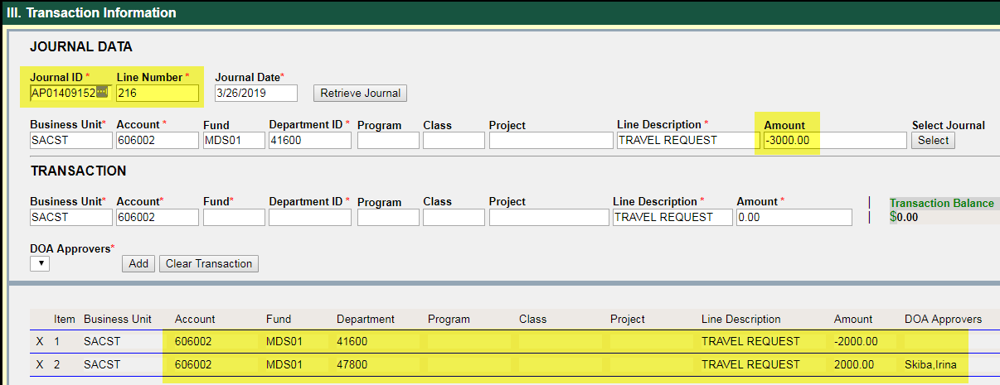 III. Transaction Information
JOURNAL DATA
Journal ID * Line Number * Journal Date*
AP01409152 216 3/26/2019 Retrieve Journal
Business Unit* Account * Fund Department ID * Program Class Project Line Description * Amount Select Journal
SACST 606002 MDS01 41600 TRAVEL REQUEST -3000.00 Select
TRANSACTION
Business Unit* Account* Fund* Department ID * Program Class Project Line Description * Amount * Transaction Balance
SACST 606002 TRAVEL REQUEST 0.00 $0.00
DOA Approvers*
Add Clear Transaction
Item Business Unit Account Fund Department Program Class Project Line Description Amount DOA Approvers
X 1 SACST 606002 MDS01 41600 TRAVEL REQUEST -2000.00
X 2 SACST 606002 MDS01 47800 TRAVEL REQUEST 2000.00 Skiba,Irina